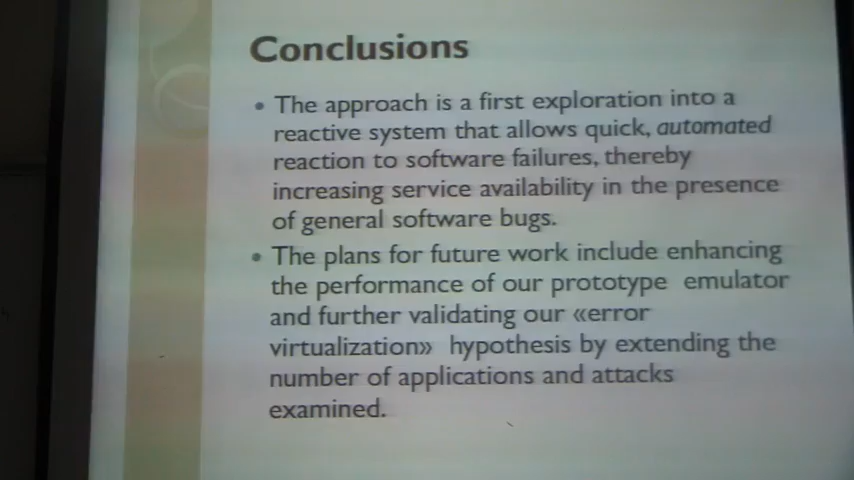 Conclusions
• The approach is a first exploration into a
reactive system that allows quick, automated
reaction to software failures, thereby
increasing service availability in the presence
of general software bugs.
• The plans for future work include enhancing
the performance of our prototype emulator
and further validating our «error
virtualization» hypothesis by extending the
number of applications and attacks
examined.